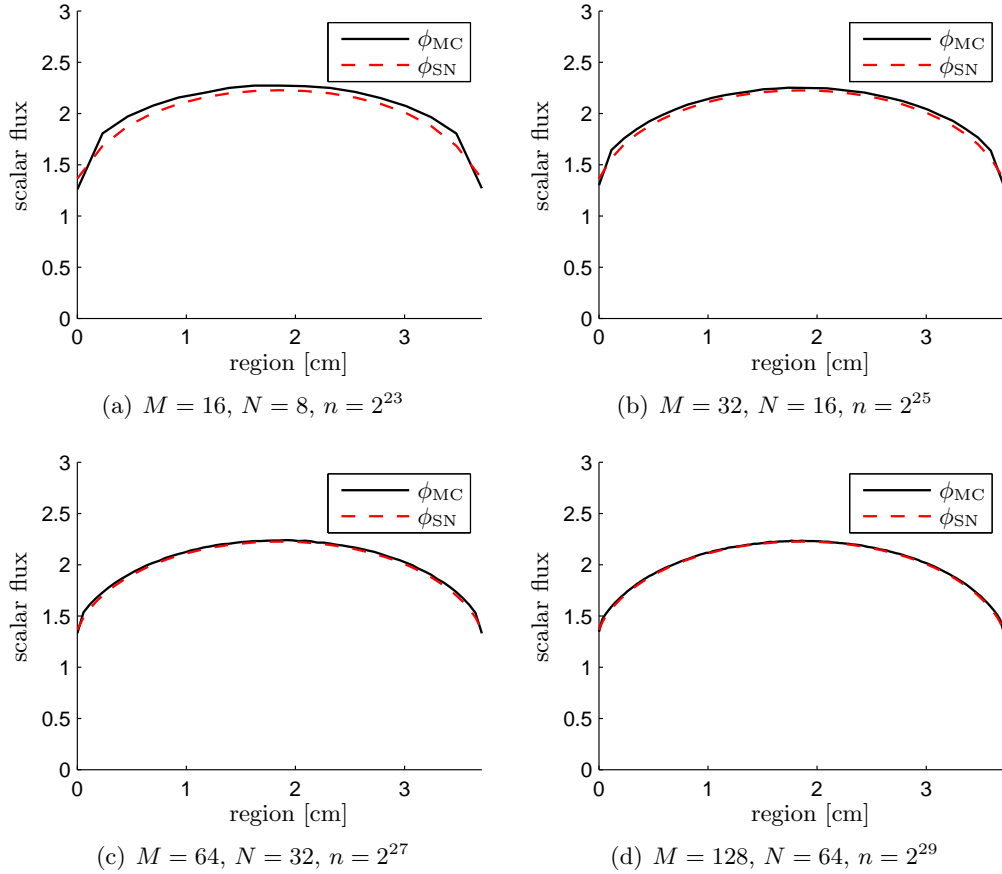 3
2.5
2
1.5
1
0.5
0
scalar flux
ϕMC
ϕSN
0 1 2 3
region [cm]
(a) M = 16, N = 8, n = 2^23
3
2.5
2
1.5
1
0.5
0
scalar flux
ϕMC
ϕSN
0 1 2 3
region [cm]
(b) M = 32, N = 16, n = 2^25
3
2.5
2
1.5
1
0.5
0
scalar flux
ϕMC
ϕSN
0 1 2 3
region [cm]
(c) M = 64, N = 32, n = 2^27
3
2.5
2
1.5
1
0.5
0
scalar flux
ϕMC
ϕSN
0 1 2 3
region [cm]
(d) M = 128, N = 64, n = 2^29